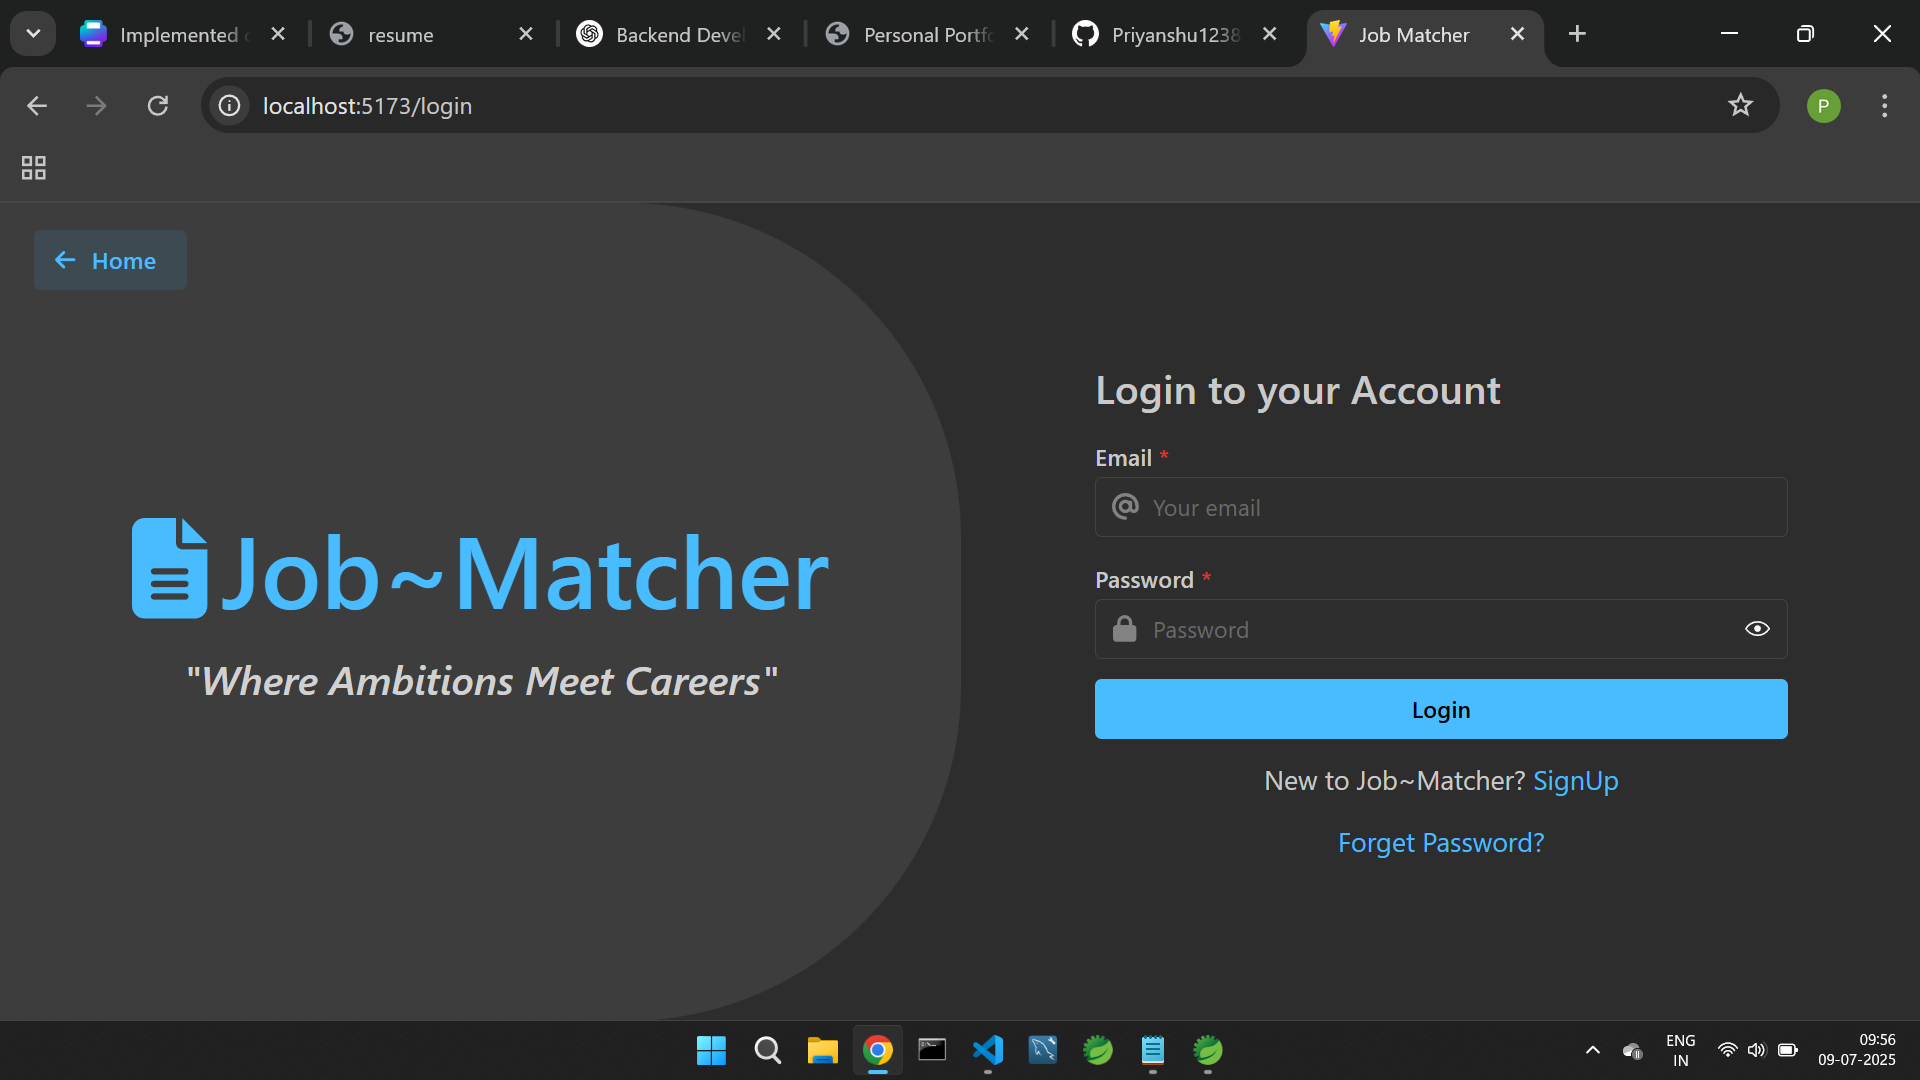 Implemented
resume
Backend Devel
Personal Portfo
Priyanshu1238
Job Matcher
localhost:5173/login
P
Home
Job~Matcher
"Where Ambitions Meet Careers"
Login to your Account
Email *
Your email
Password *
Password
Login
New to Job~Matcher? SignUp
Forget Password?
ENG
IN
09:56
09-07-2025